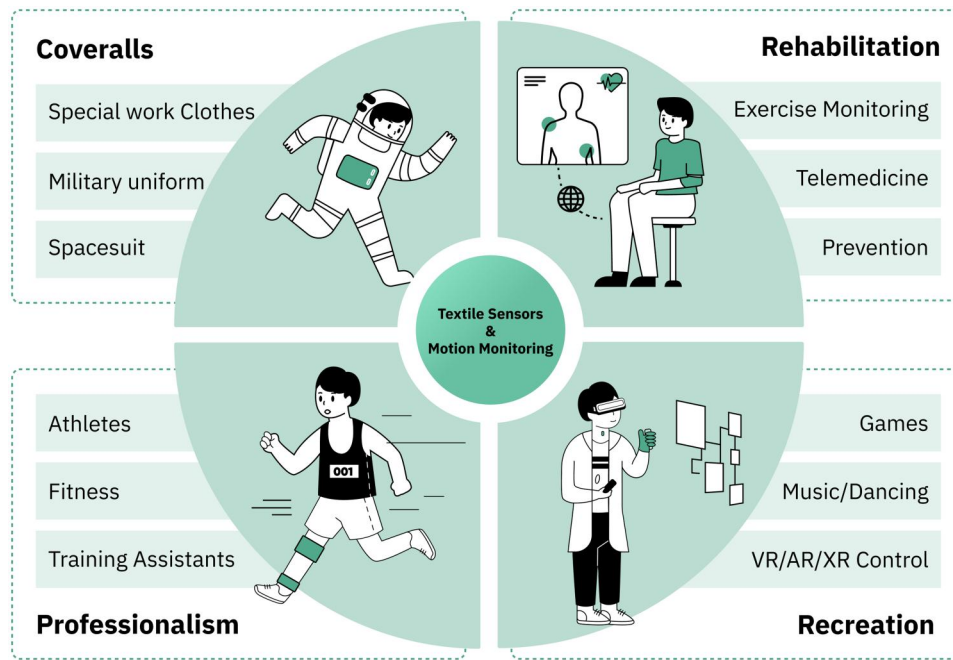 Coveralls
Special work Clothes
Military uniform
Spacesuit
Rehabilitation
Exercise Monitoring
Telemedicine
Prevention
Textile Sensors
&
Motion Monitoring
Athletes
Fitness
Training Assistants
Professionalism
001
Games
Music/Dancing
VR/AR/XR Control
Recreation